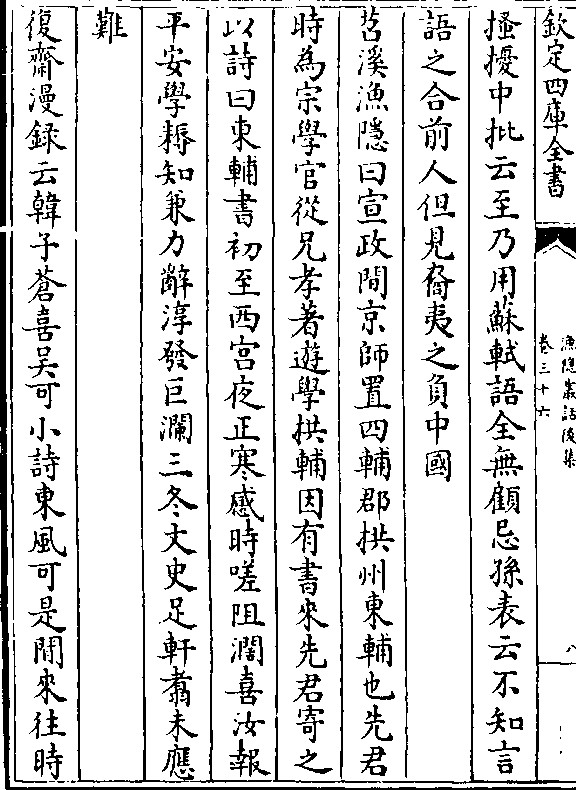 欽定四庫全書
漁隱叢話後集
卷三十六
八
搔擾中批云至乃用蘇軾語全無顧忌孫表云不知言
語之合前人但見裔夷之負中國
苕溪漁隱曰宣政間京師置四輔郡拱州東輔也先君
時為宗學官從兄孝著遊學拱輔因有書來先君寄之
以詩曰東輔書初至西宫夜正寒感時嗟阻濶喜汝報
平安學耨知兼力辭淳發巨瀾三冬文史足軒翥未應
難
復齋漫録云韓子蒼喜吴可小詩東風可是閒來往時